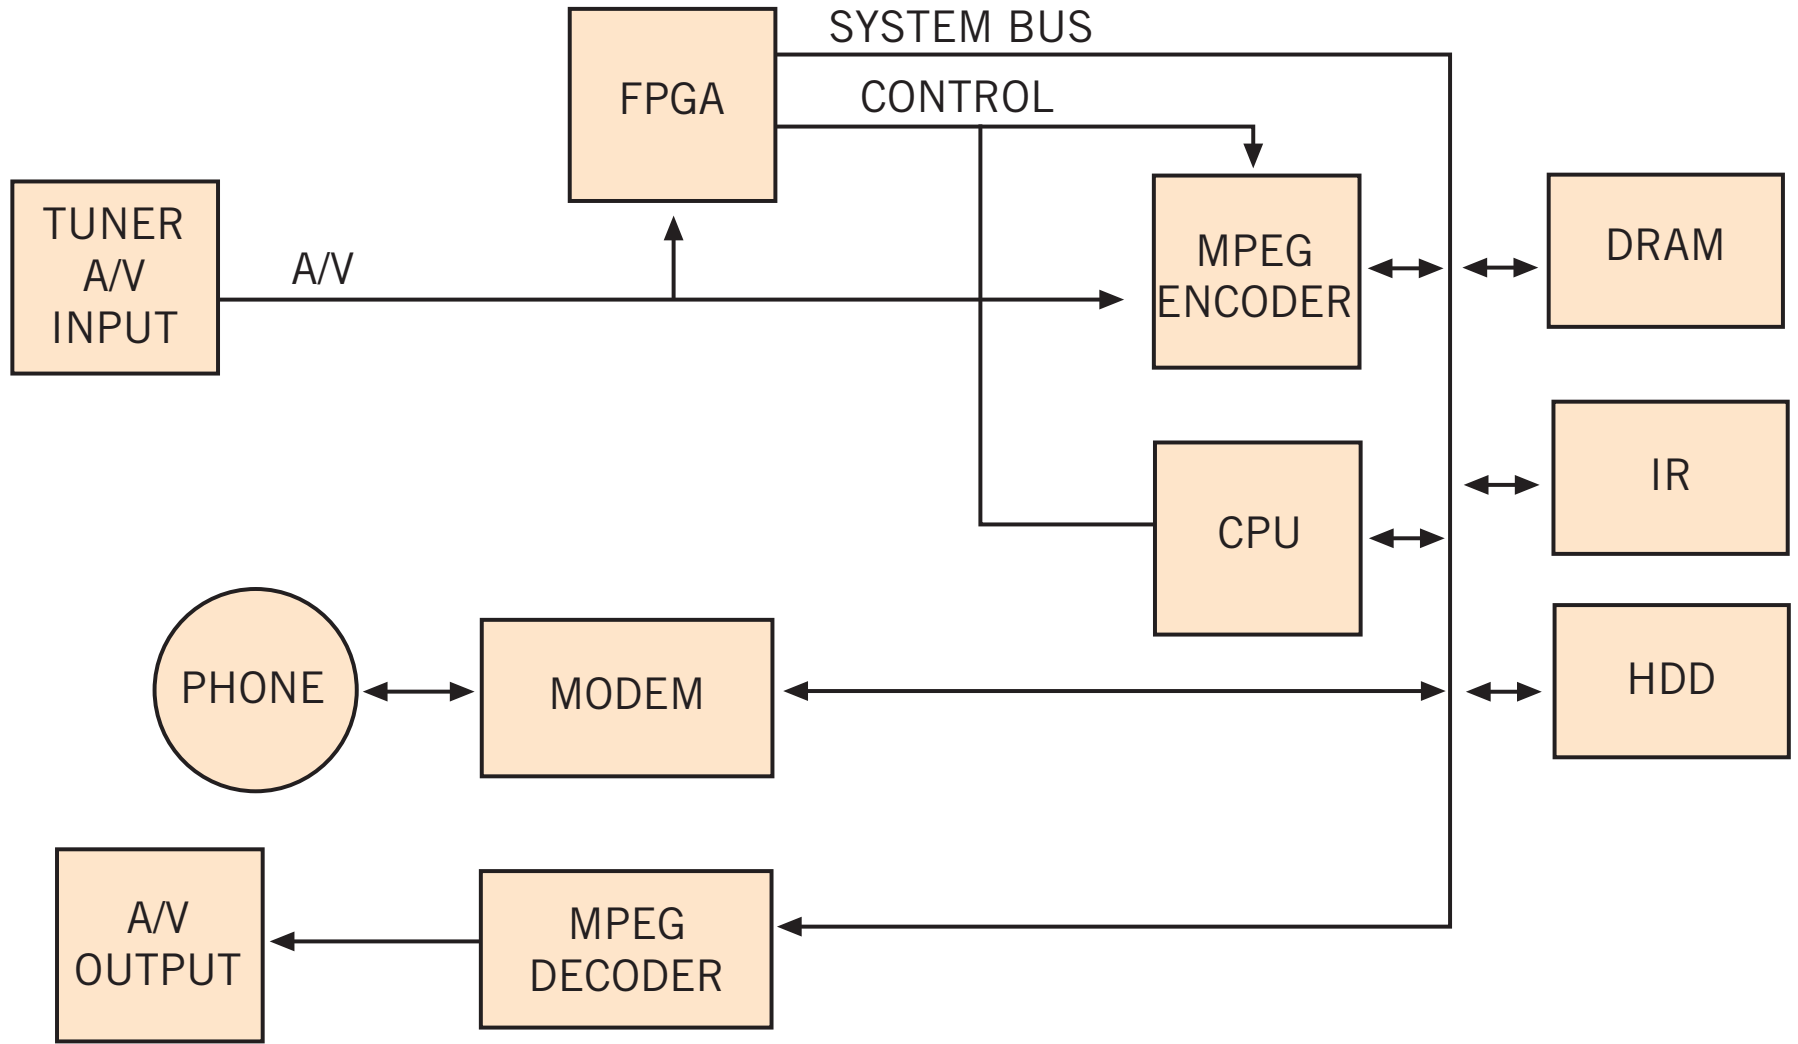 SYSTEM BUS
FPGA
CONTROL
TUNER
A/V
INPUT
A/V
MPEG
ENCODER
DRAM
IR
CPU
PHONE
MODEM
HDD
A/V
OUTPUT
MPEG
DECODER